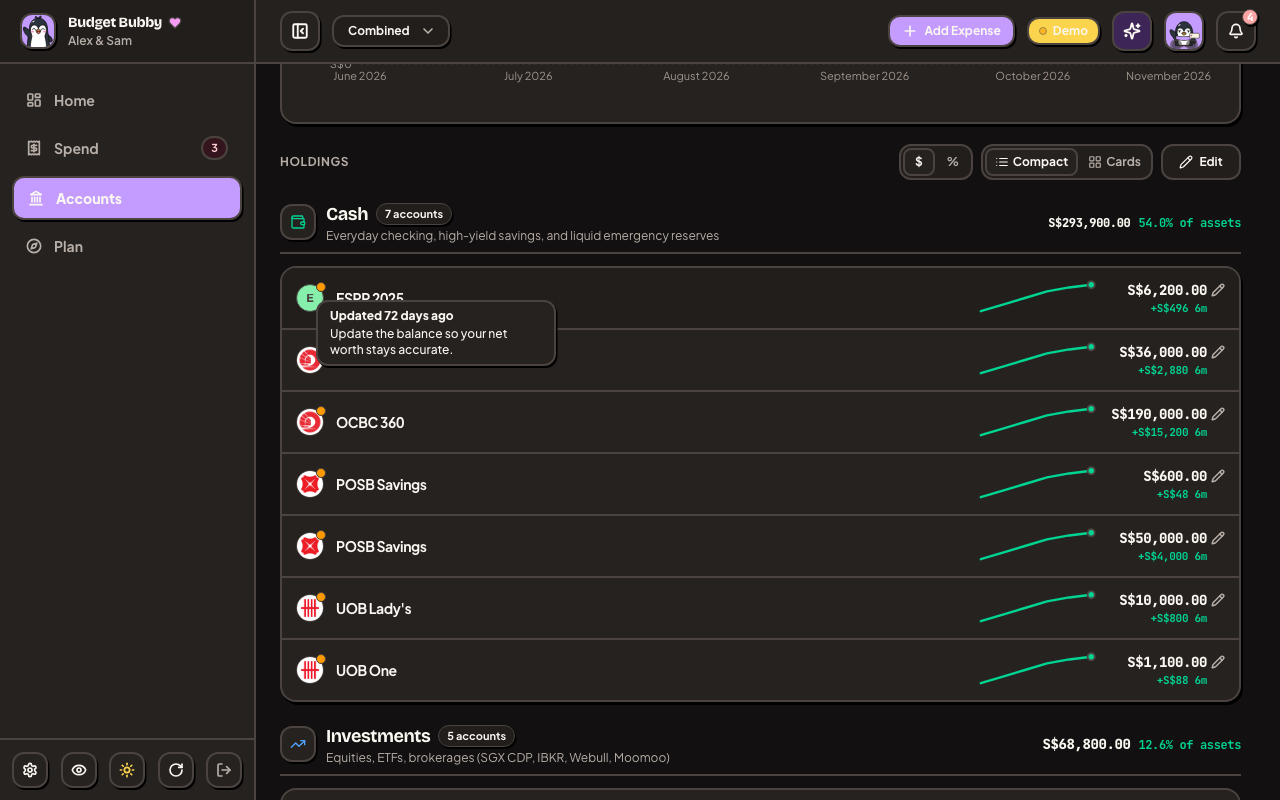 Budget Bubby
Alex & Sam
Combined
Add Expense
Demo
4
Home
Spend
3
Accounts
Plan
S$0
June 2026
July 2026
August 2026
September 2026
October 2026
November 2026
HOLDINGS
$
%
Compact
Cards
Edit
Cash
7 accounts
Everyday checking, high-yield savings, and liquid emergency reserves
S$293,900.00 54.0% of assets
E
ESPP 2025
S$6,200.00
+S$496 6m
Updated 72 days ago
Update the balance so your net
worth stays accurate.
S$36,000.00
+S$2,880 6m
OCBC 360
S$190,000.00
+S$15,200 6m
POSB Savings
S$600.00
+S$48 6m
POSB Savings
S$50,000.00
+S$4,000 6m
UOB Lady's
S$10,000.00
+S$800 6m
UOB One
S$1,100.00
+S$88 6m
Investments
5 accounts
Equities, ETFs, brokerages (SGX CDP, IBKR, Webull, Moomoo)
S$68,800.00 12.6% of assets